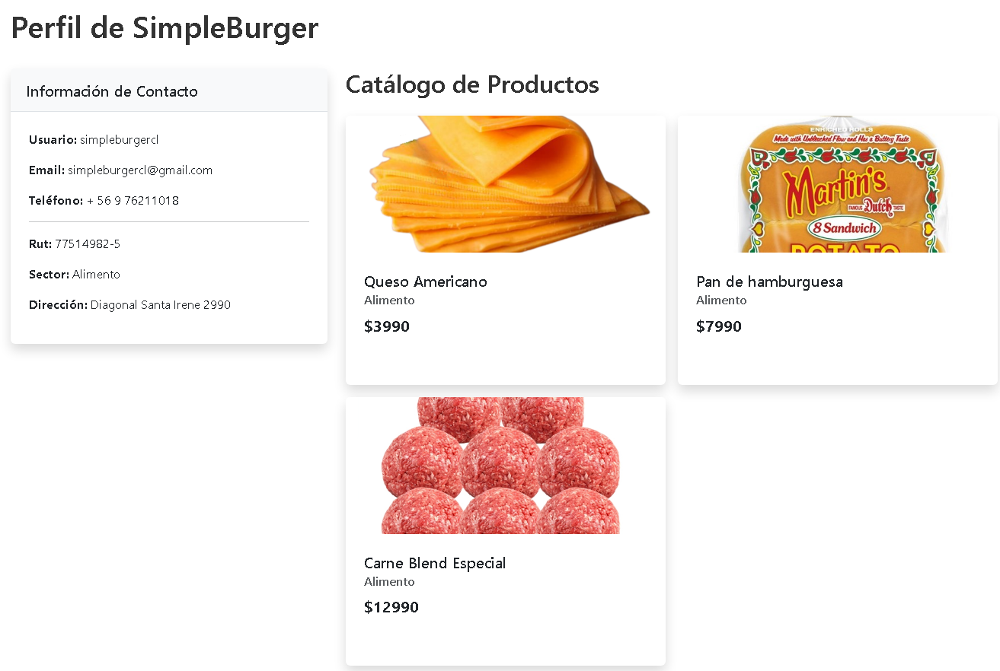 Perfil de SimpleBurger
Información de Contacto
Usuario: simpleburgercl
Email: simpleburgercl@gmail.com
Teléfono: + 56 9 76211018
Rut: 77514982-5
Sector: Alimento
Dirección: Diagonal Santa Irene 2990
Catálogo de Productos
Queso Americano
Alimento
$3990
ENRICHED ROLLS
Made with Unbleached Flour and Has a Buttery Taste
Martin's
FAMOUS Dutch TASTE
8 Sandwich
POTATO
Pan de hamburguesa
Alimento
$7990
Carne Blend Especial
Alimento
$12990